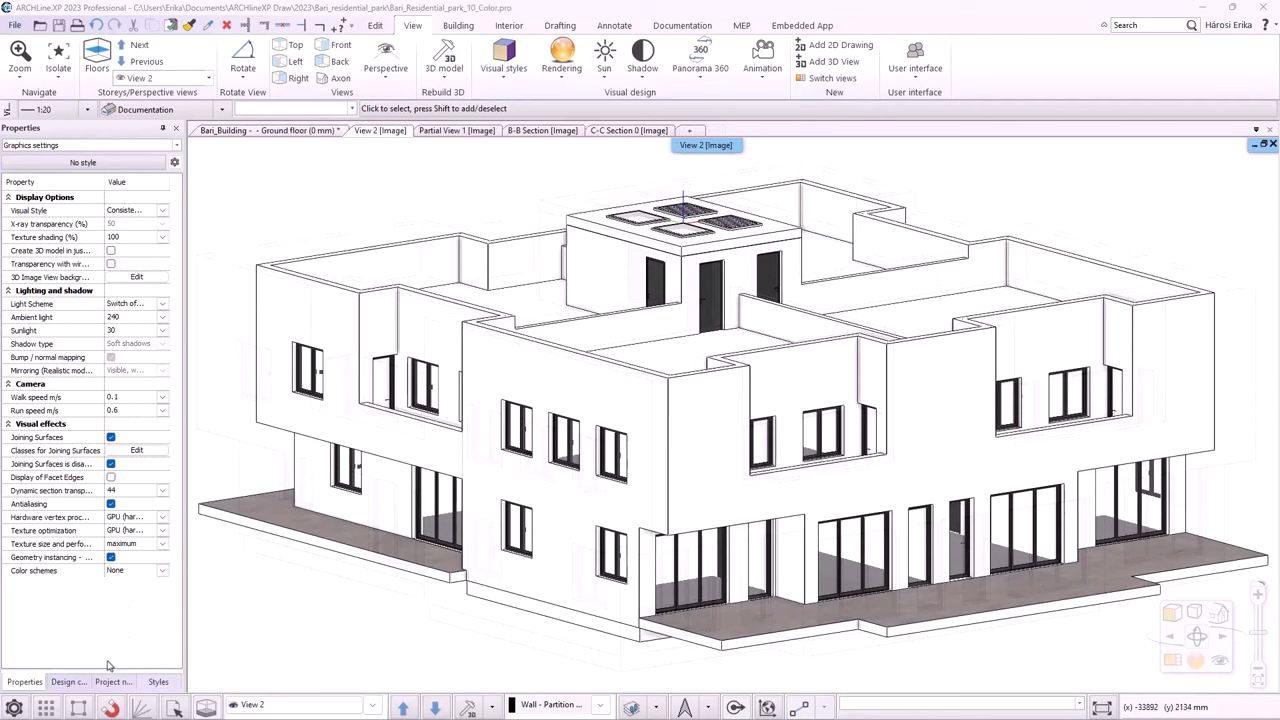 ARCHLine.XP 2023 Professional - C:\Users\Erika\Documents\ARCHlineXP Draw\2023\Bari_residential_park\Bari_Residential_park_10_Color.pro
File Edit View Building Interior Drafting Annotate Documentation MEP Embedded App Search Hárosi Erika
Zoom Isolate Floors Next Previous View 2 Rotate Top Left Right Front Back Axon Perspective 3D model Visual styles Rendering Sun Shadow Panorama 360 Animation Add 2D Drawing Add 3D View Switch views User interface
Navigate Storeys/Perspective views Rotate View Views Rebuild 3D Visual design New User interface
1:20 Documentation Click to select, press Shift to add/deselect
Properties Bari_Building - - Ground floor (0 mm) * View 2 [Image] Partial View 1 [Image] B-B Section [Image] C-C Section 0 [Image] +
Graphics settings View 2 [Image]
No style
Property Value
Display Options
Visual Style Consiste...
X-ray transparency (%) 50
Texture shading (%) 100
Create 3D model in jus...
Transparency with wir...
3D Image View backgr... Edit
Lighting and shadow
Light Scheme Switch of...
Ambient light 240
Sunlight 30
Shadow type Soft shadows
Bump / normal mapping
Mirroring (Realistic mod... Visible, w...
Camera
Walk speed m/s 0.1
Run speed m/s 0.6
Visual effects
Joining Surfaces
Classes for Joining Surfaces Edit
Joining Surfaces is disa...
Display of Facet Edges
Dynamic section transp... 44
Antialiasing
Hardware vertex proc... GPU (har...
Texture optimization GPU (har...
Texture size and perfo... maximum
Geometry instancing - ...
Color schemes None
Properties Design c... Project n... Styles
View 2 Wall - Partition ... (x) -33892 (y) 2134 mm